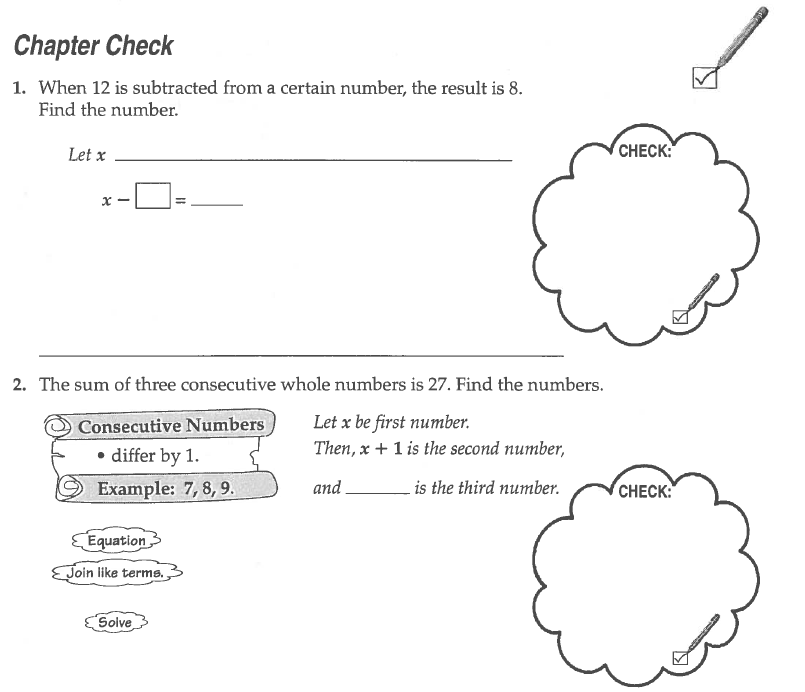 Chapter Check
1. When 12 is subtracted from a certain number, the result is 8.
Find the number.
Let x
CHECK:
x − = 
2. The sum of three consecutive whole numbers is 27. Find the numbers.
Consecutive Numbers
• differ by 1.
Example: 7, 8, 9.
Let x be first number.
Then, x + 1 is the second number,
and ______ is the third number.
CHECK:
Equation
Join like terms.
Solve